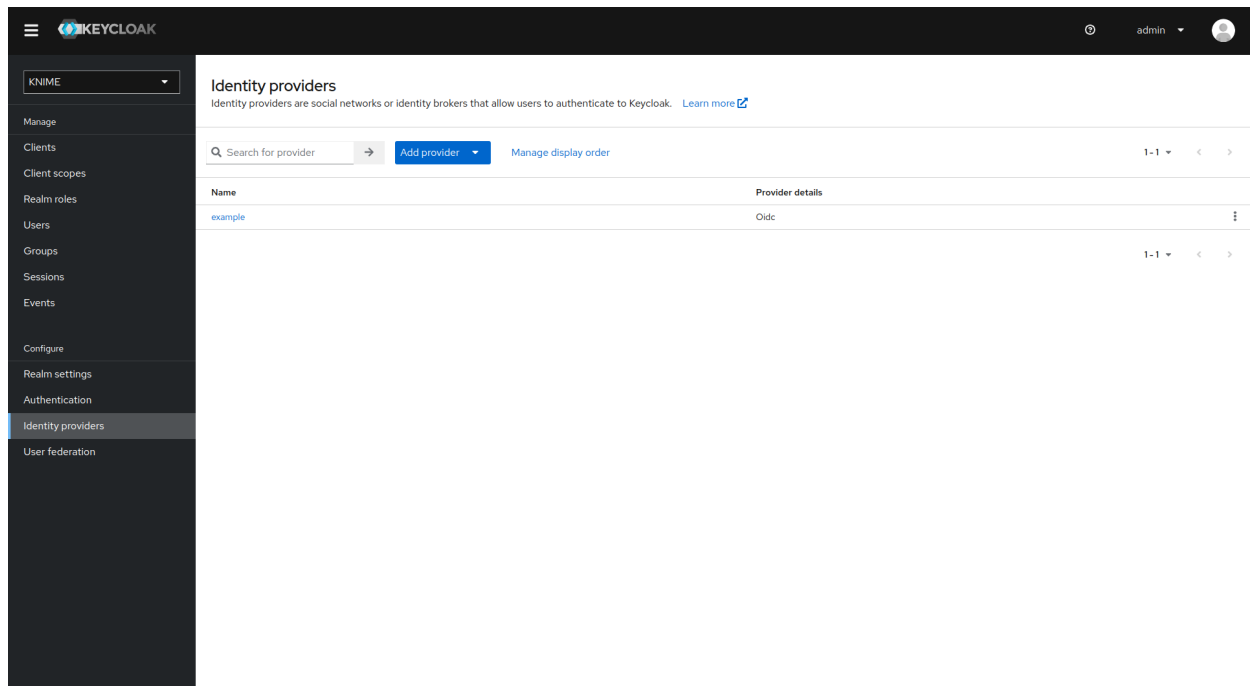 KEYCLOAK
admin
KNIME
Manage
Clients
Client scopes
Realm roles
Users
Groups
Sessions
Events
Configure
Realm settings
Authentication
Identity providers
User federation
Identity providers
Identity providers are social networks or identity brokers that allow users to authenticate to Keycloak. Learn more
Search for provider
Add provider
Manage display order
1-1
Name Provider details
example Oidc
1-1